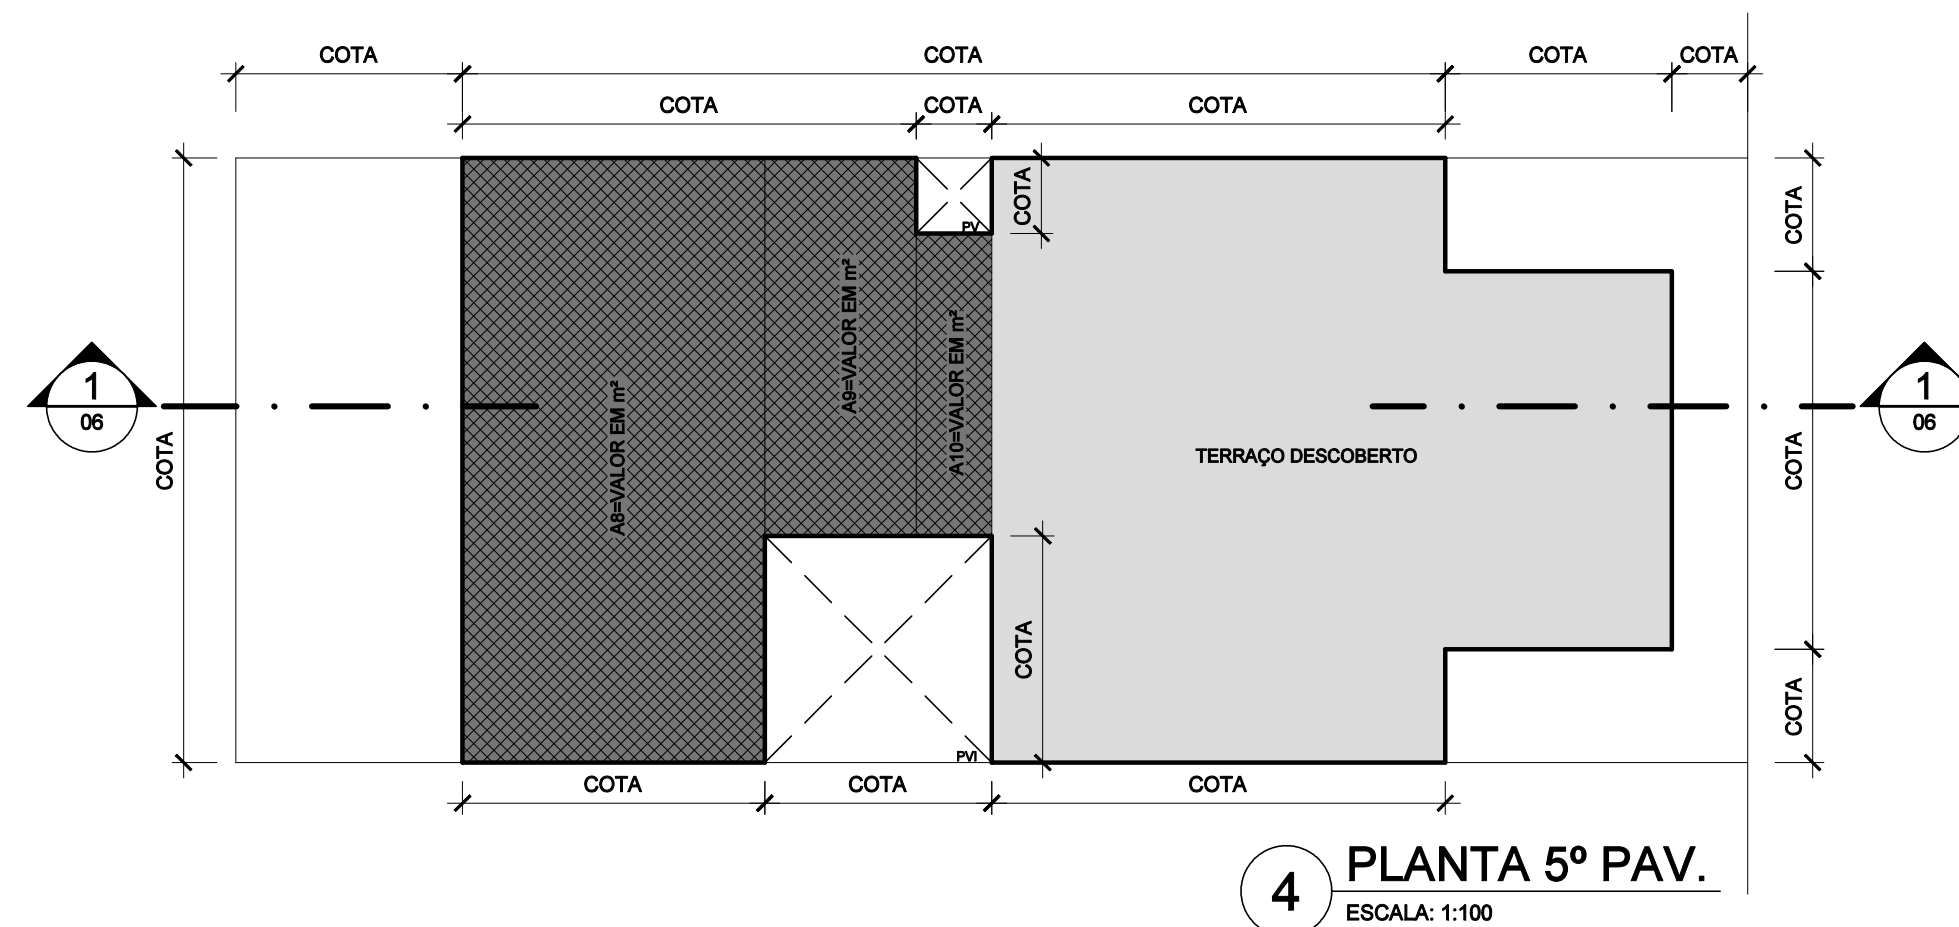 COTA
COTA
COTA
COTA
COTA
COTA
COTA
COTA
COTA
PV
A9=VALOR EM m²
A10=VALOR EM m²
A8=VALOR EM m²
1
06
1
06
COTA
TERRAÇO DESCOBERTO
COTA
COTA
COTA
PVI
COTA
COTA
COTA
4
PLANTA 5º PAV.
ESCALA: 1:100